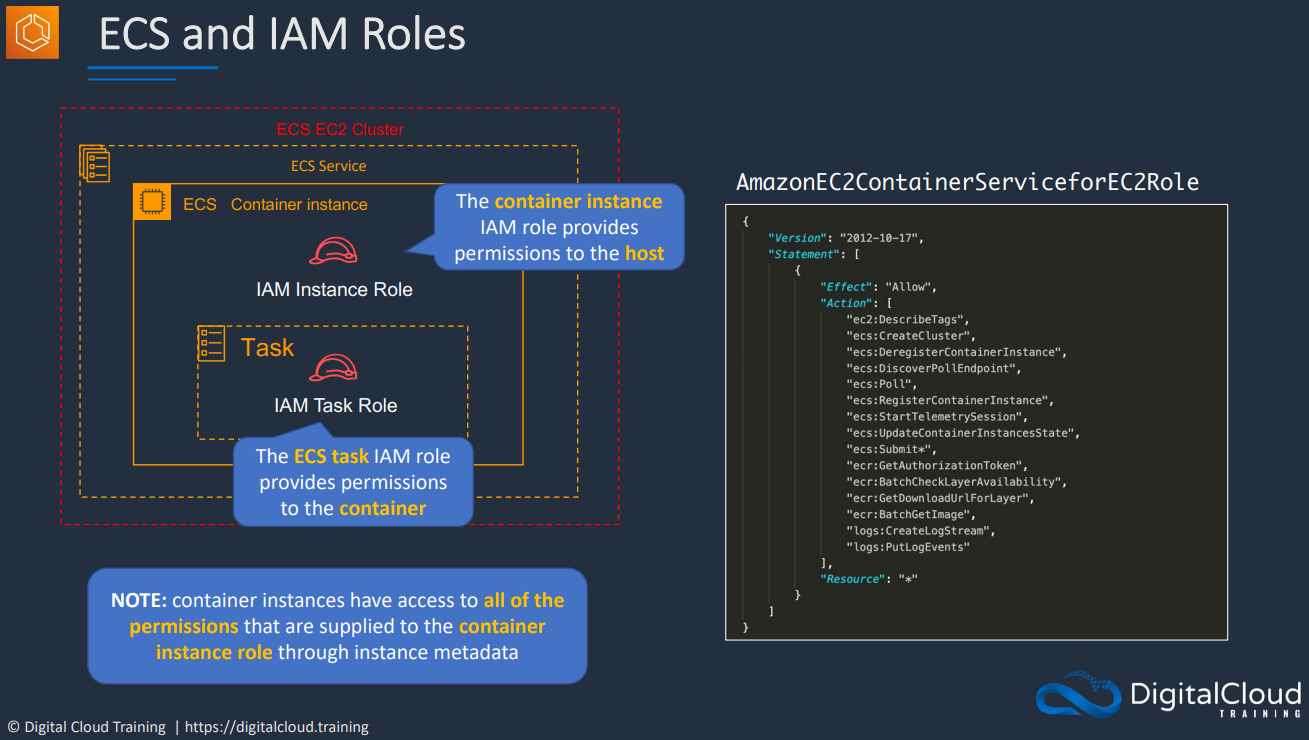 ECS and IAM Roles
ECS EC2 Cluster
ECS Service
ECS Container instance
The container instance
IAM role provides
permissions to the host
IAM Instance Role
Task
IAM Task Role
The ECS task IAM role
provides permissions
to the container
NOTE: container instances have access to all of the
permissions that are supplied to the container
instance role through instance metadata
AmazonEC2ContainerServiceforEC2Role
{
"Version": "2012-10-17",
"Statement": [
{
"Effect": "Allow",
"Action": [
"ec2:DescribeTags",
"ecs:CreateCluster",
"ecs:DeregisterContainerInstance",
"ecs:DiscoverPollEndpoint",
"ecs:Poll",
"ecs:RegisterContainerInstance",
"ecs:StartTelemetrySession",
"ecs:UpdateContainerInstancesState",
"ecs:Submit*",
"ecr:GetAuthorizationToken",
"ecr:BatchCheckLayerAvailability",
"ecr:GetDownloadUrlForLayer",
"ecr:BatchGetImage",
"logs:CreateLogStream",
"logs:PutLogEvents"
],
"Resource": "*"
}
]
}
DigitalCloud
TRAINING
© Digital Cloud Training | https://digitalcloud.training